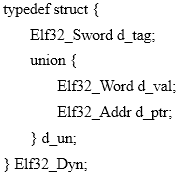 typedef struct {
Elf32_Sword d_tag;
union {
Elf32_Word d_val;
Elf32_Addr d_ptr;
} d_un;
} Elf32_Dyn;